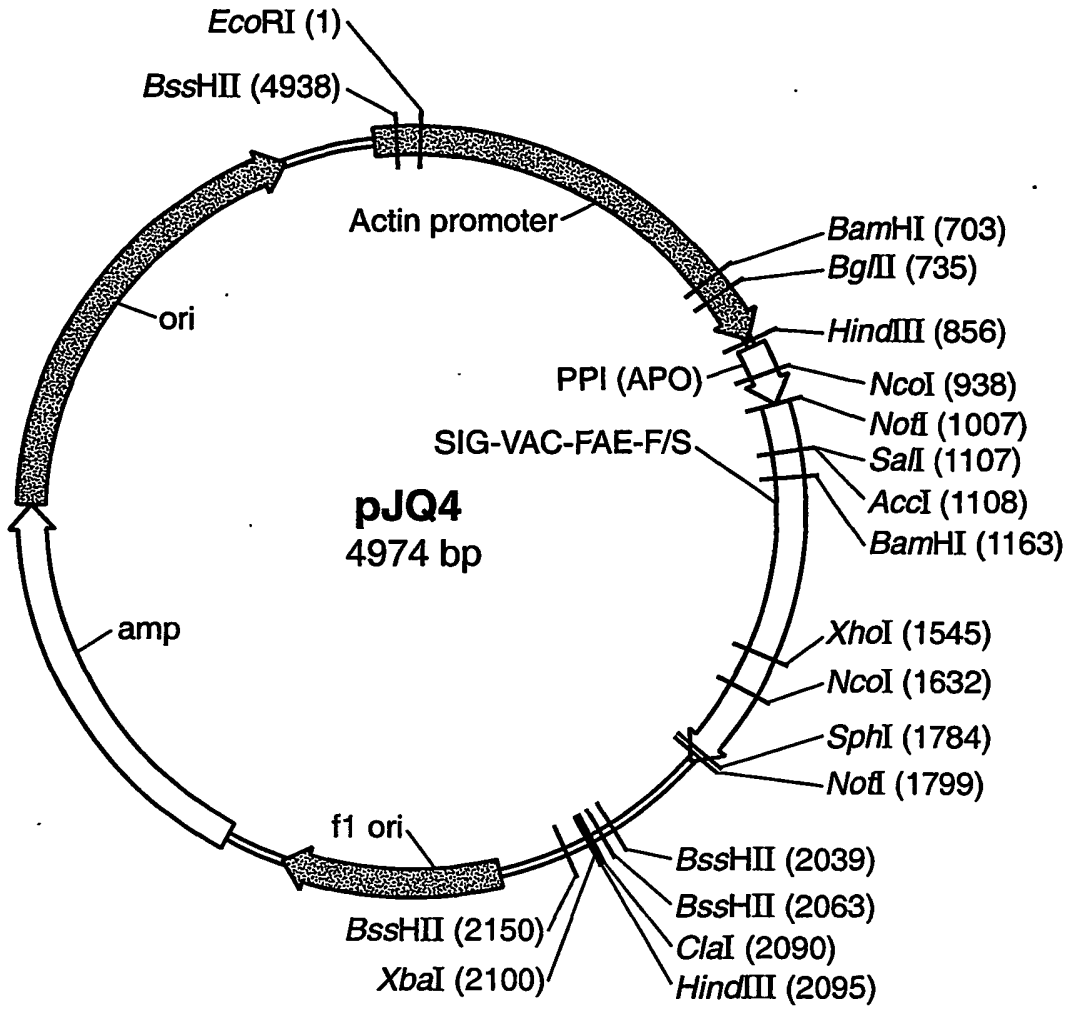 EcoRI (1)
BssHII (4938)
Actin promoter
BamHI (703)
BglII (735)
ori
HindIII (856)
PPI (APO)
NcoI (938)
NotI (1007)
SIG-VAC-FAE-F/S
SalI (1107)
pJQ4
AccI (1108)
4974 bp
BamHI (1163)
amp
XhoI (1545)
NcoI (1632)
SphI (1784)
NotI (1799)
f1 ori
BssHII (2039)
BssHII (2063)
BssHII (2150)
ClaI (2090)
XbaI (2100)
HindIII (2095)